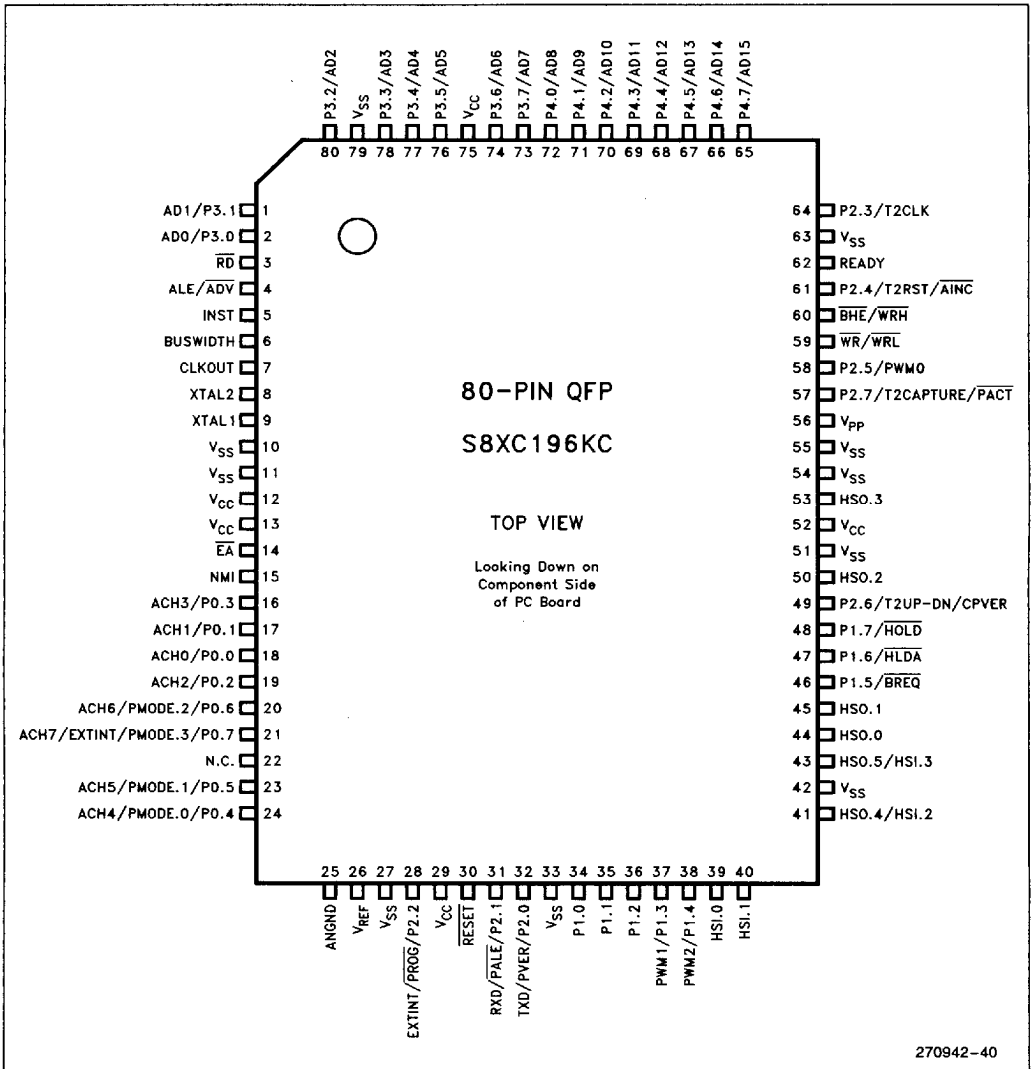 P3.2/AD2
VSS
P3.3/AD3
P3.4/AD4
P3.5/AD5
VCC
P3.6/AD6
P3.7/AD7
P4.0/AD8
P4.1/AD9
P4.2/AD10
P4.3/AD11
P4.4/AD12
P4.5/AD13
P4.6/AD14
P4.7/AD15
80 79 78 77 76 75 74 73 72 71 70 69 68 67 66 65
AD1/P3.1 1
AD0/P3.0 2
RD 3
ALE/ADV 4
INST 5
BUSWIDTH 6
CLKOUT 7
XTAL2 8
XTAL1 9
VSS 10
VSS 11
VCC 12
VCC 13
EA 14
NMI 15
ACH3/P0.3 16
ACH1/P0.1 17
ACH0/P0.0 18
ACH2/P0.2 19
ACH6/PMODE.2/P0.6 20
ACH7/EXTINT/PMODE.3/P0.7 21
N.C. 22
ACH5/PMODE.1/P0.5 23
ACH4/PMODE.0/P0.4 24
80-PIN QFP
S8XC196KC
TOP VIEW
Looking Down on
Component Side
of PC Board
64 P2.3/T2CLK
63 VSS
62 READY
61 P2.4/T2RST/AINC
60 BHE/WRH
59 WR/WRL
58 P2.5/PWM0
57 P2.7/T2CAPTURE/PACT
56 VPP
55 VSS
54 VSS
53 HSO.3
52 VCC
51 VSS
50 HSO.2
49 P2.6/T2UP-DN/CPVER
48 P1.7/HOLD
47 P1.6/HLDA
46 P1.5/BREQ
45 HSO.1
44 HSO.0
43 HSO.5/HSI.3
42 VSS
41 HSO.4/HSI.2
25 26 27 28 29 30 31 32 33 34 35 36 37 38 39 40
ANGND
VREF
VSS
EXTINT/PROG/P2.2
VCC
RESET
RXD/PALE/P2.1
TXD/PVER/P2.0
VSS
P1.0
P1.1
P1.2
PWM1/P1.3
PWM2/P1.4
HSI.0
HSI.1
270942-40